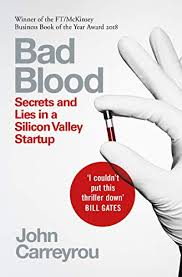 Winner of the FT/McKinsey
Business Book of the Year Award 2018
Bad
Blood
Secrets and
Lies in a
Silicon Valley
Startup
'I couldn't
put this
thriller down'
BILL GATES
John
Carreyrou